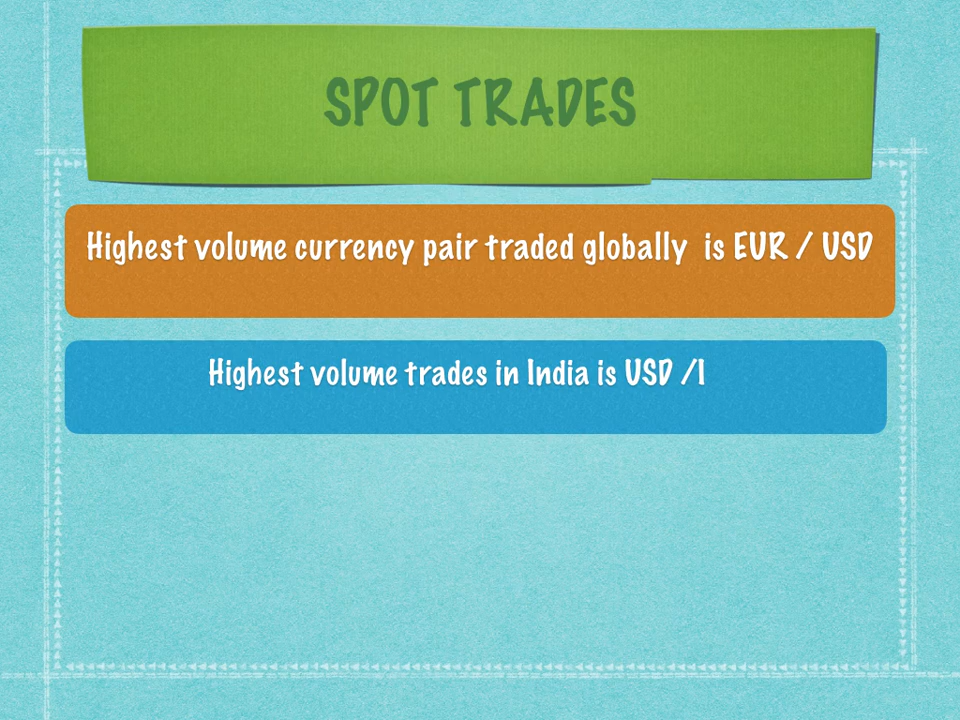 SPOT TRADES
Highest volume currency pair traded globally is EUR / USD
Highest volume trades in India is USD /I